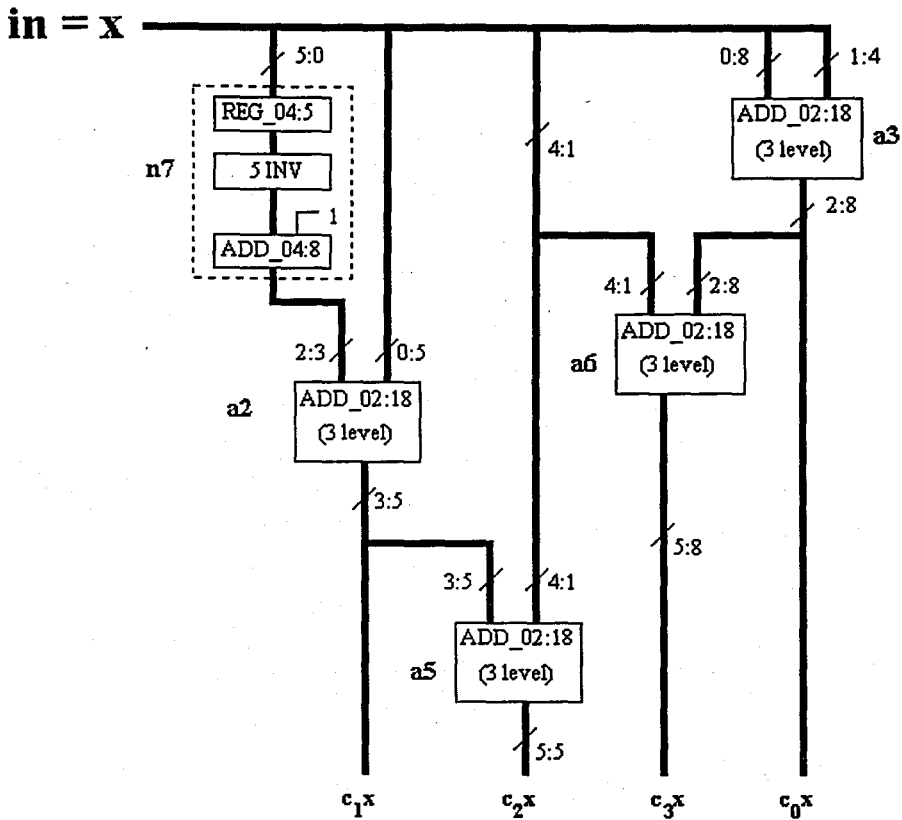 in = x
5:0
0:8
1:4
REG_04:5
ADD_02:18
(3 level)
a3
4:1
n7
5 INV
1
2:8
ADD_04:8
4:1
2:8
ADD_02:18
(3 level)
a6
2:3
0:5
ADD_02:18
(3 level)
a2
3:5
5:8
3:5
4:1
ADD_02:18
(3 level)
a5
5:5
c1x
c2x
c3x
c0x